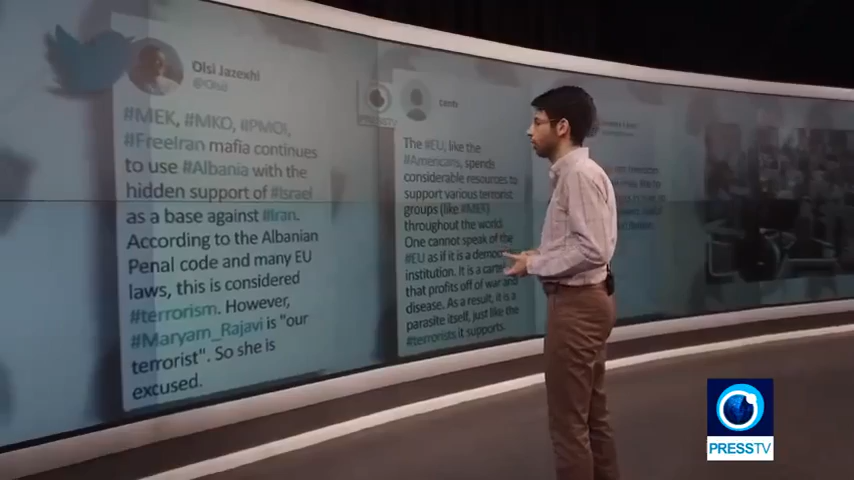 Olsi Jazexhi
#MEK, #MKO, #PMOI,
#FreeIran mafia continues
to use #Albania with the
hidden support of #Israel
as a base against #Iran.
According to the Albanian
Penal code and many EU
laws, this is considered
#terrorism. However,
#Maryam_Rajavi is "our
terrorist". So she is
excused.
PRESSTV
The #EU, like the
#Americans, spends
considerable resources to
support various terrorist
groups (like #MEK)
throughout the world.
One cannot speak of the
#EU as if it is a
institution. It is a
that profits off of war and
disease. As a result, it is a
parasite itself, just like the
#terrorists it supports.
PRESSTV